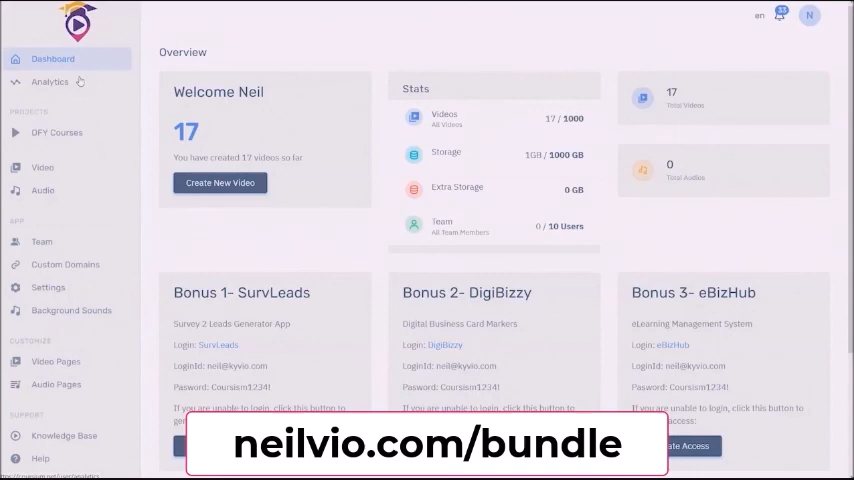 en
33
N
Dashboard
Analytics
PROJECTS
DFY Courses
Video
Audio
APP
Team
Custom Domains
Settings
Background Sounds
CUSTOMIZE
Video Pages
Audio Pages
SUPPORT
Knowledge Base
Help
Overview
Welcome Neil
17
You have created 17 videos so far
Create New Video
Stats
Videos
All Videos
17 / 1000
Storage
1GB / 1000 GB
Extra Storage
0 GB
Team
All Team Members
0 / 10 Users
17
Total Videos
0
Total Audios
Bonus 1- SurvLeads
Survey 2 Leads Generator App
Login: SurvLeads
LoginId: neil@kyvio.com
Pasword: Coursism1234!
If you are unable to login, click this button to
Bonus 2- DigiBizzy
Digital Business Card Markers
Login: DigiBizzy
LoginId: neil@kyvio.com
Pasword: Coursism1234!
If you are unable to login, click this button to
Bonus 3- eBizHub
eLearning Management System
Login: eBizHub
LoginId: neil@kyvio.com
Pasword: Coursism1234!
If you are unable to login, click this button to
access:
ate Access
neilvio.com/bundle